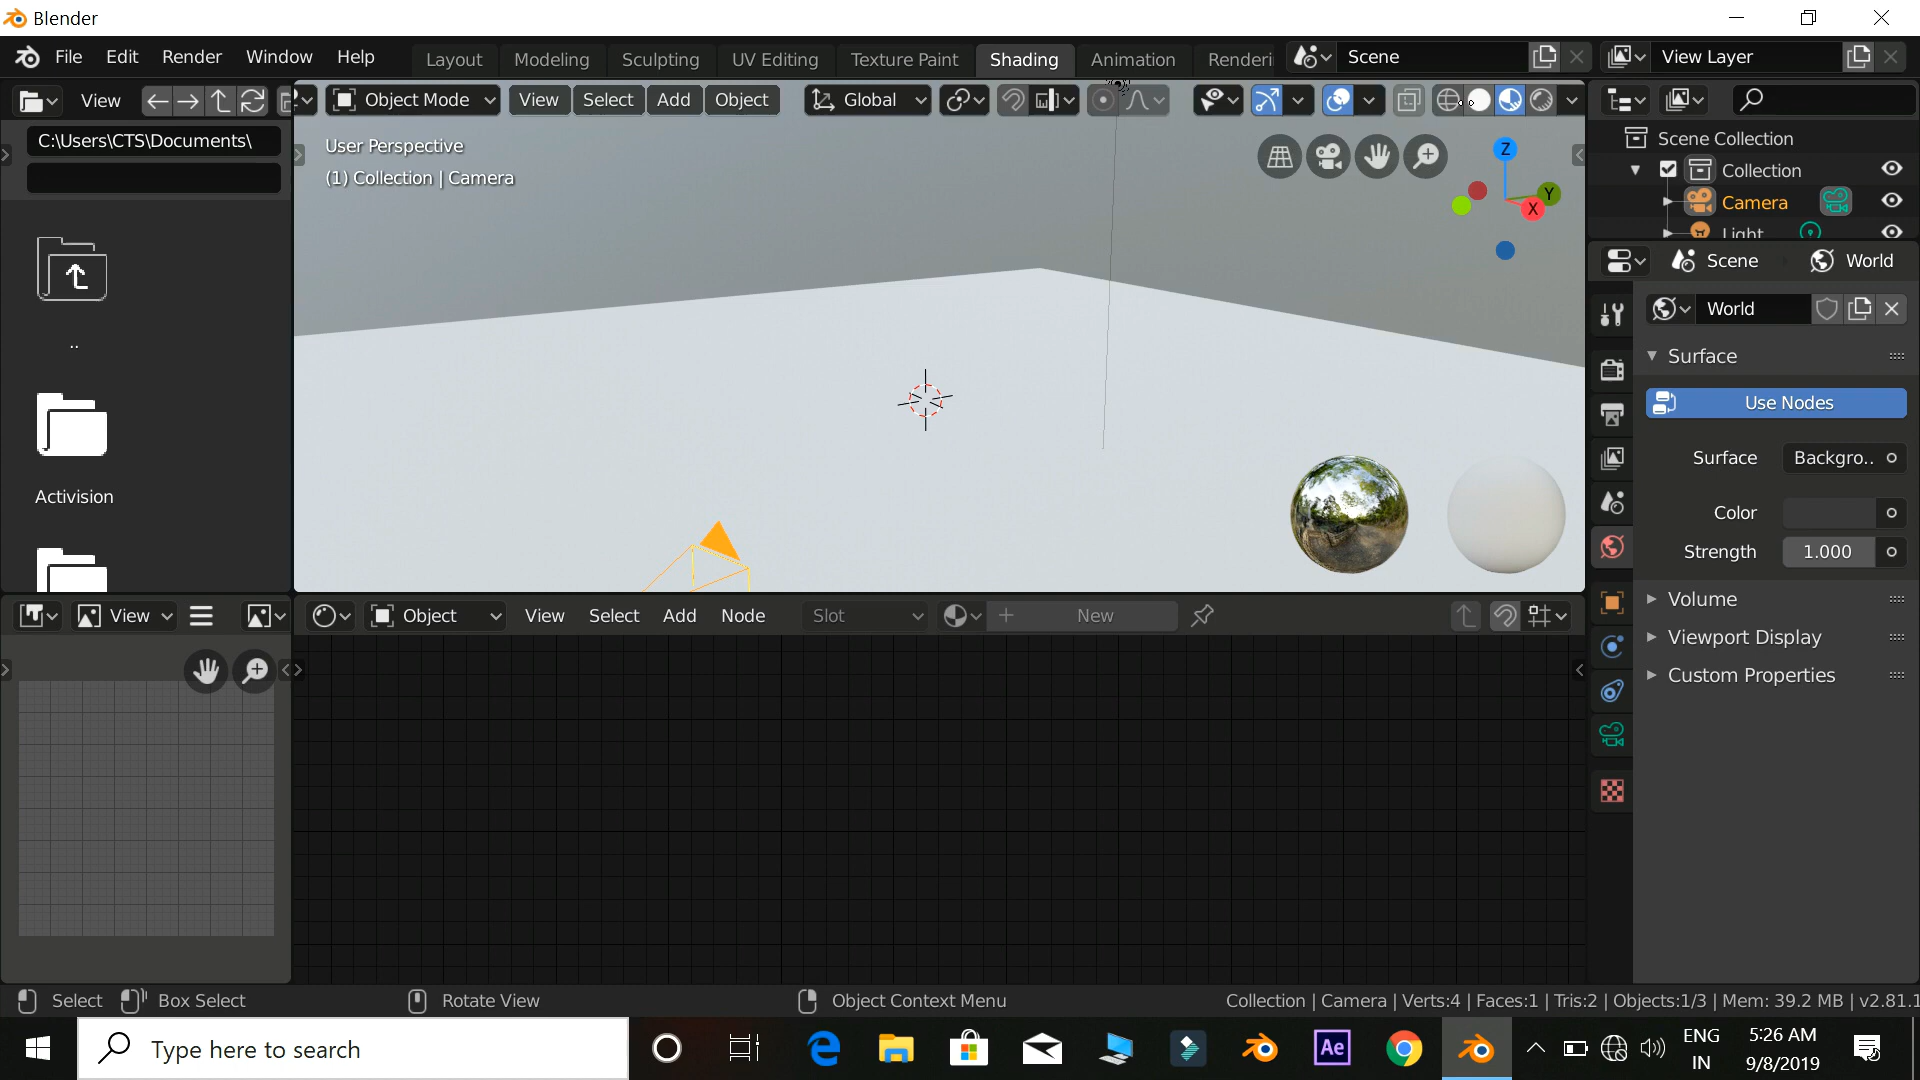 Blender
File Edit Render Window Help Layout Modeling Sculpting UV Editing Texture Paint Shading Animation Renderi Scene View Layer
View Object Mode View Select Add Object Global
C:\Users\CTS\Documents\
User Perspective
(1) Collection | Camera
..
Activision
Z
Y
X
Scene Collection
Collection
Camera
Light
Scene World
World
Surface
Use Nodes
Surface Backgro..
Color
Strength 1.000
Volume
Viewport Display
Custom Properties
View Object View Select Add Node Slot New
Select Box Select Rotate View Object Context Menu Collection | Camera | Verts:4 | Faces:1 | Tris:2 | Objects:1/3 | Mem: 39.2 MB | v2.81.1
Type here to search
Ae
ENG
IN
5:26 AM
9/8/2019